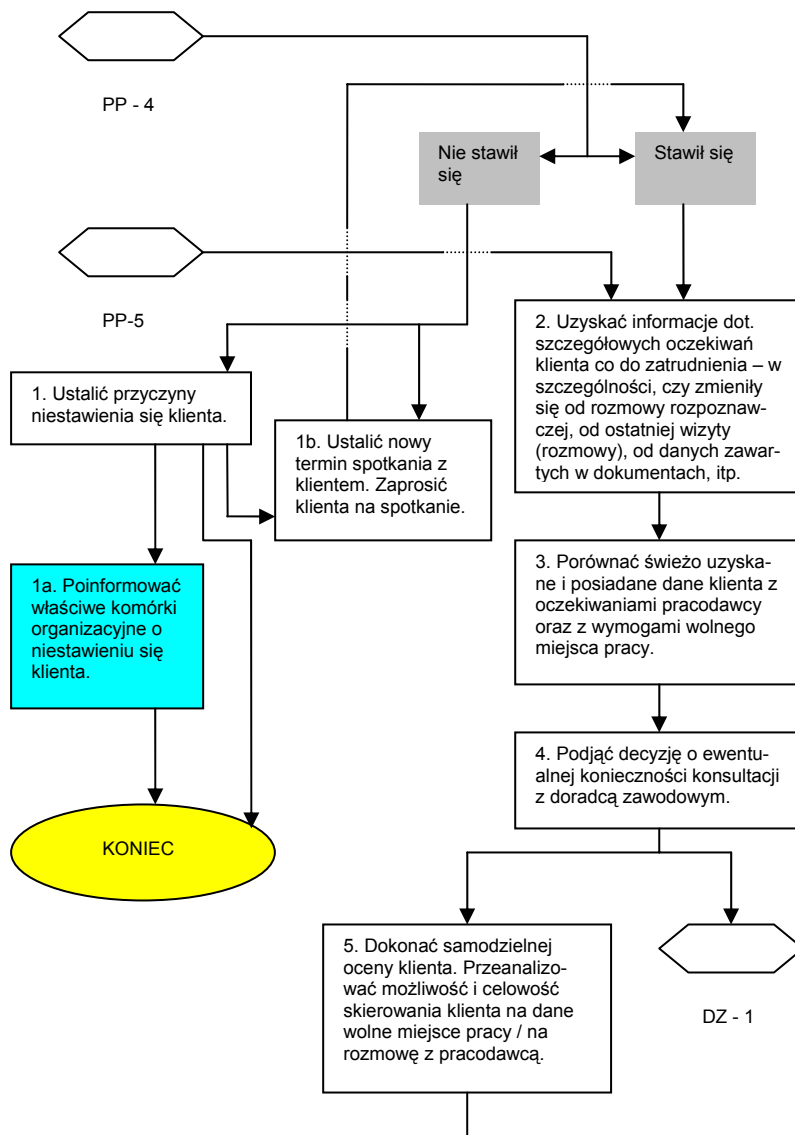 PP - 4
Nie stawił
się
Stawił się
PP-5
2. Uzyskać informacje dot.
szczegółowych oczekiwań
klienta co do zatrudnienia – w
szczególności, czy zmieniły
się od rozmowy rozpoznaw-
czej, od ostatniej wizyty
(rozmowy), od danych zawar-
tych w dokumentach, itp.
1. Ustalić przyczyny
niestawienia się klienta.
1b. Ustalić nowy
termin spotkania z
klientem. Zaprosić
klienta na spotkanie.
3. Porównać świeżo uzyska-
ne i posiadane dane klienta z
oczekiwaniami pracodawcy
oraz z wymogami wolnego
miejsca pracy.
1a. Poinformować
właściwe komórki
organizacyjne o
niestawieniu się
klienta.
4. Podjąć decyzję o ewentu-
alnej konieczności konsultacji
z doradcą zawodowym.
KONIEC
5. Dokonać samodzielnej
oceny klienta. Przeanalizo-
wać możliwość i celowość
skierowania klienta na dane
wolne miejsce pracy / na
rozmowę z pracodawcą.
DZ - 1